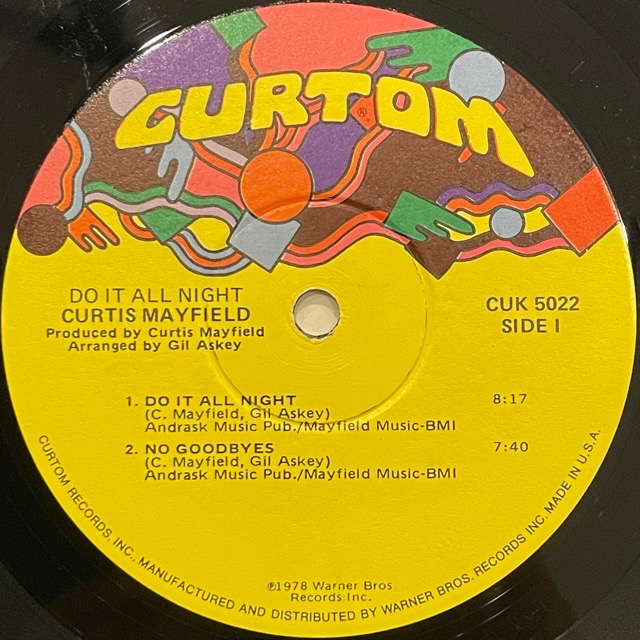 CURTOM
®
DO IT ALL NIGHT
CURTIS MAYFIELD
Produced by Curtis Mayfield
Arranged by Gil Askey
CUK 5022
SIDE I
1. DO IT ALL NIGHT 8:17
(C. Mayfield, Gil Askey)
Andrask Music Pub./Mayfield Music-BMI
2. NO GOODBYES 7:40
(C. Mayfield, Gil Askey)
Andrask Music Pub./Mayfield Music-BMI
℗1978 Warner Bros
Records Inc.
CURTOM RECORDS, INC., MANUFACTURED AND DISTRIBUTED BY WARNER BROS. RECORDS INC. MADE IN U.S.A.